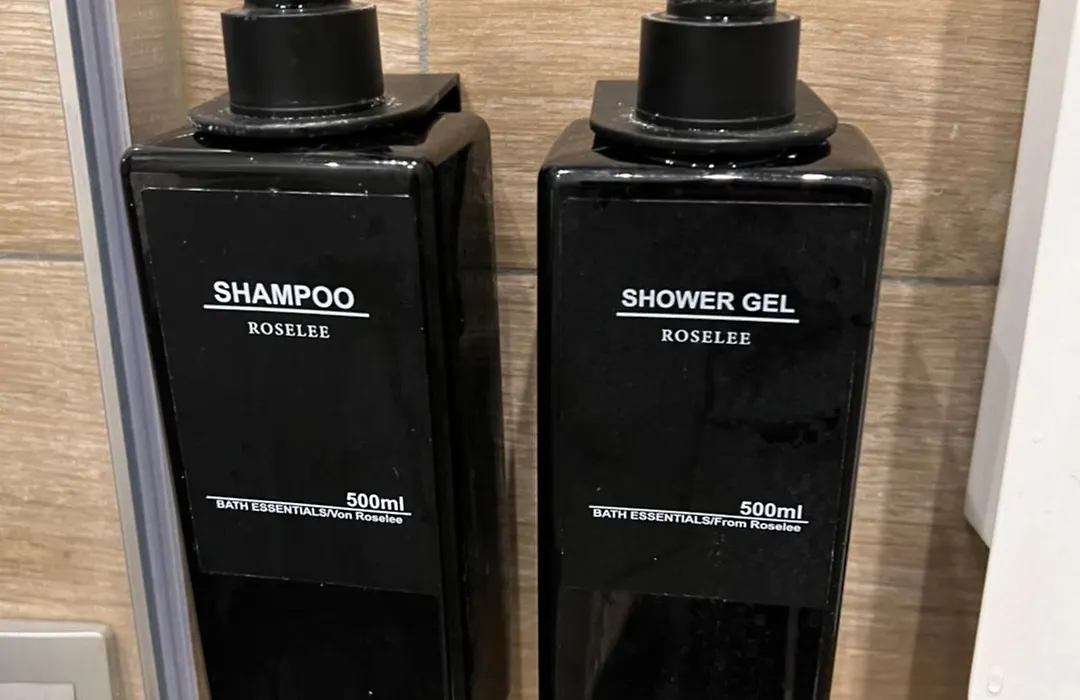 SHAMPOO
ROSELEE
500ml
BATH ESSENTIALS/Von Roselee
SHOWER GEL
ROSELEE
500ml
BATH ESSENTIALS/From Roselee